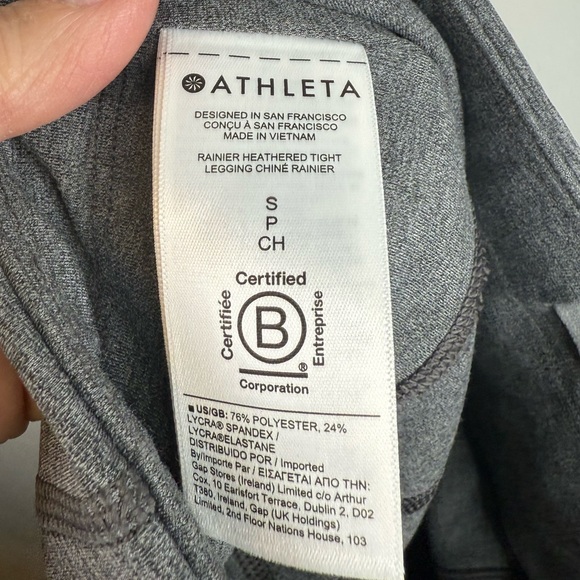 ATHLETA
DESIGNED IN SAN FRANCISCO
CONÇU À SAN FRANCISCO
MADE IN VIETNAM
RAINIER HEATHERED TIGHT
LEGGING CHINÉ RAINIER
S
P
CH
Certified
Certifiée
B
Entreprise
®
Corporation
■ US/GB: 76% POLYESTER, 24%
LYCRA® SPANDEX /
LYCRA®ELASTANE
DISTRIBUIDO POR / Imported
By/Importe Par / ΕΙΣΑΓΕΤΑΙ ΑΠΟ ΤΗΝ:
Gap Stores (Ireland) Limited c/o Arthur
Cox, 10 Earlsfort Terrace, Dublin 2, D02
T380, Ireland, Gap (UK Holdings)
Limited, 2nd Floor Nations House, 103